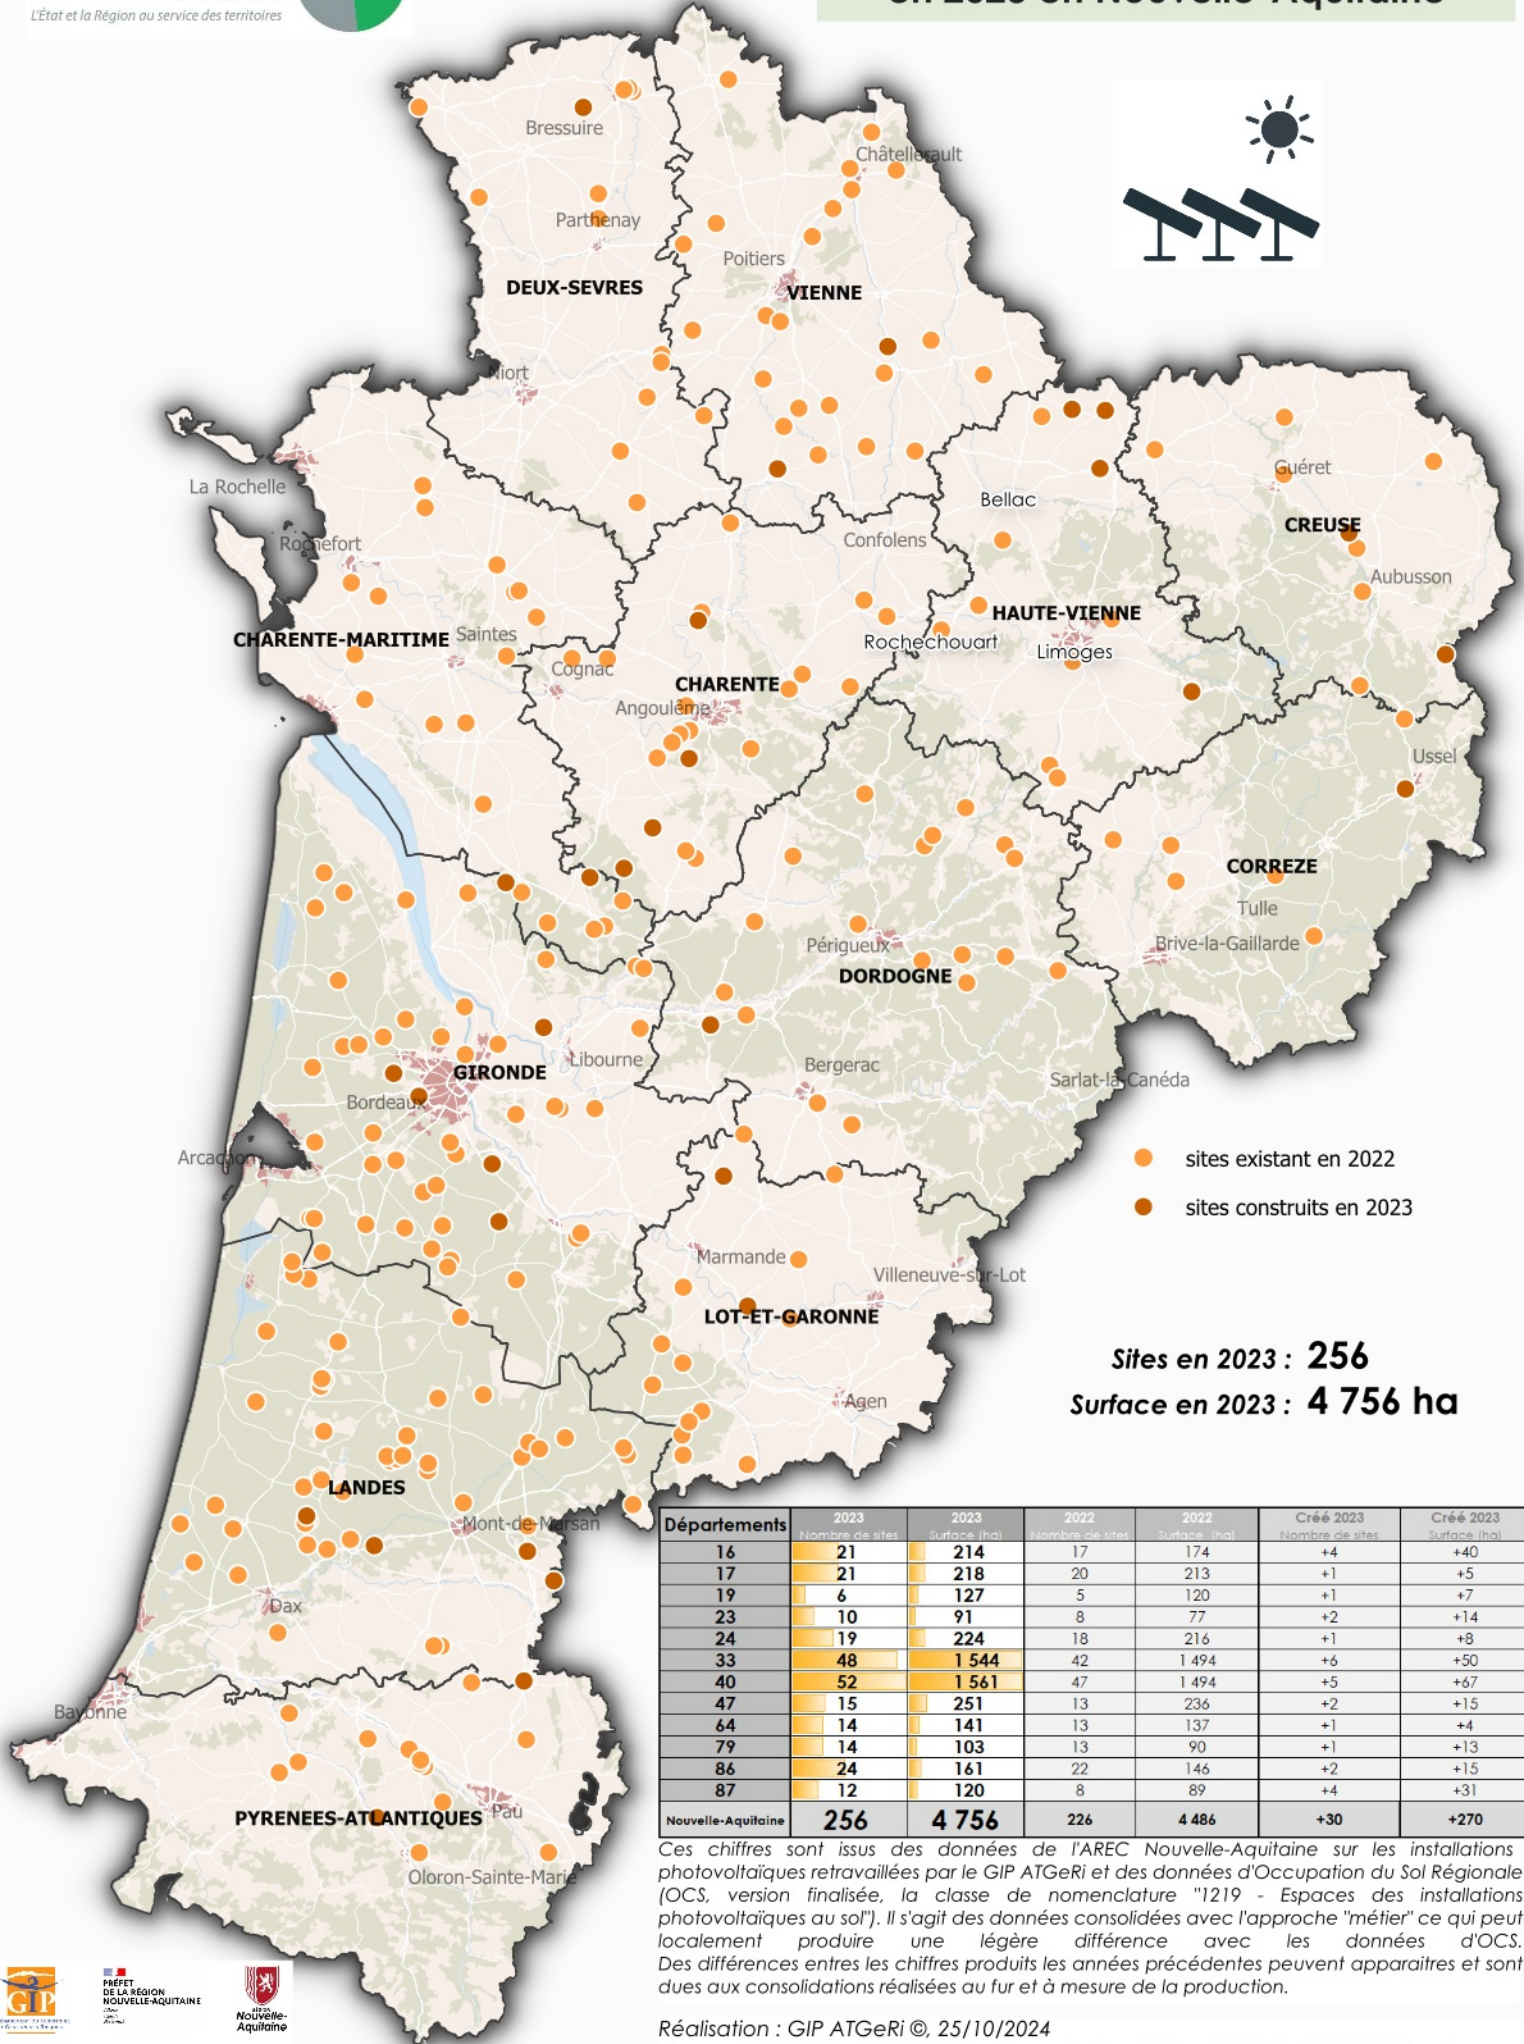 L'État et la Région au service des territoires
en 2023 en Nouvelle-Aquitaine
Bressuire
Châtellerault
Parthenay
Poitiers
DEUX-SEVRES
VIENNE
Niort
La Rochelle
Guéret
Bellac
CREUSE
Rochefort
Confolens
Aubusson
HAUTE-VIENNE
CHARENTE-MARITIME
Saintes
Rochechouart
Limoges
Cognac
CHARENTE
Angoulême
Ussel
CORREZE
Tulle
Périgueux
Brive-la-Gaillarde
DORDOGNE
Libourne
GIRONDE
Bergerac
Sarlat-la-Canéda
Bordeaux
Arcachon
sites existant en 2022
sites construits en 2023
Marmande
Villeneuve-sur-Lot
LOT-ET-GARONNE
Sites en 2023 : 256
Surface en 2023 : 4 756 ha
Agen
LANDES
Mont-de-Marsan
Dax
Bayonne
PYRENEES-ATLANTIQUES
Pau
Oloron-Sainte-Marie
Départements 2023 Nombre de sites 2023 Surface (ha) 2022 Nombre de sites 2022 Surface (ha) Créé 2023 Nombre de sites Créé 2023 Surface (ha)
16 21 214 17 174 +4 +40
17 21 218 20 213 +1 +5
19 6 127 5 120 +1 +7
23 10 91 8 77 +2 +14
24 19 224 18 216 +1 +8
33 48 1 544 42 1 494 +6 +50
40 52 1 561 47 1 494 +5 +67
47 15 251 13 236 +2 +15
64 14 141 13 137 +1 +4
79 14 103 13 90 +1 +13
86 24 161 22 146 +2 +15
87 12 120 8 89 +4 +31
Nouvelle-Aquitaine 256 4 756 226 4 486 +30 +270
Ces chiffres sont issus des données de l'AREC Nouvelle-Aquitaine sur les installations
photovoltaïques retravaillées par le GIP ATGeRi et des données d'Occupation du Sol Régionale
(OCS, version finalisée, la classe de nomenclature "1219 - Espaces des installations
photovoltaïques au sol"). Il s'agit des données consolidées avec l'approche "métier" ce qui peut
localement produire une légère différence avec les données d'OCS.
Des différences entres les chiffres produits les années précédentes peuvent apparaitres et sont
dues aux consolidations réalisées au fur et à mesure de la production.
Réalisation : GIP ATGeRi ©, 25/10/2024
GIP
PRÉFET
DE LA RÉGION
NOUVELLE-AQUITAINE
RÉGION
Nouvelle-
Aquitaine